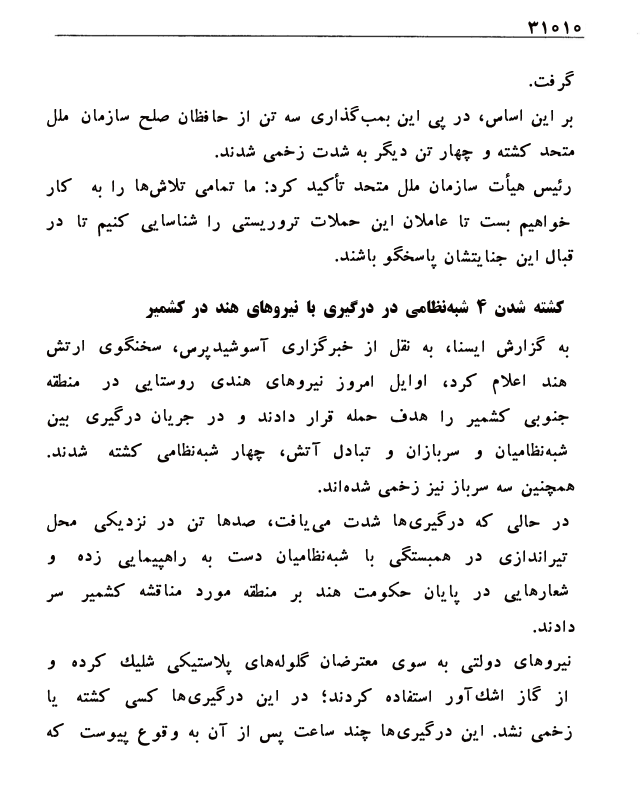 ۳۱۰۱۰
گرفت.
بر این اساس، در پی این بمب‌گذاری سه تن از حافظان صلح سازمان ملل
متحد کشته و چهار تن دیگر به شدت زخمی شدند.
رئیس هیأت سازمان ملل متحد تأکید کرد: ما تمامی تلاش‌ها را به کار
خواهیم بست تا عاملان این حملات تروریستی را شناسایی کنیم تا در
قبال این جنایتشان پاسخگو باشند.
کشته شدن ۴ شبه‌نظامی در درگیری با نیروهای هند در کشمیر
به گزارش ایسنا، به نقل از خبرگزاری آسوشیدپرس، سخنگوی ارتش
هند اعلام کرد، اوایل امروز نیروهای هندی روستایی در منطقه
جنوبی کشمیر را هدف حمله قرار دادند و در جریان درگیری بین
شبه‌نظامیان و سربازان و تبادل آتش، چهار شبه‌نظامی کشته شدند.
همچنین سه سرباز نیز زخمی شده‌اند.
در حالی که درگیری‌ها شدت می‌یافت، صدها تن در نزدیکی محل
تیراندازی در همبستگی با شبه‌نظامیان دست به راهپیمایی زده و
شعارهایی در پایان حکومت هند بر منطقه مورد مناقشه کشمیر سر
دادند.
نیروهای دولتی به سوی معترضان گلوله‌های پلاستیکی شلیک کرده و
از گاز اشك‌آور استفاده کردند؛ در این درگیری‌ها کسی کشته یا
زخمی نشد. این درگیری‌ها چند ساعت پس از آن به وقوع پیوست که